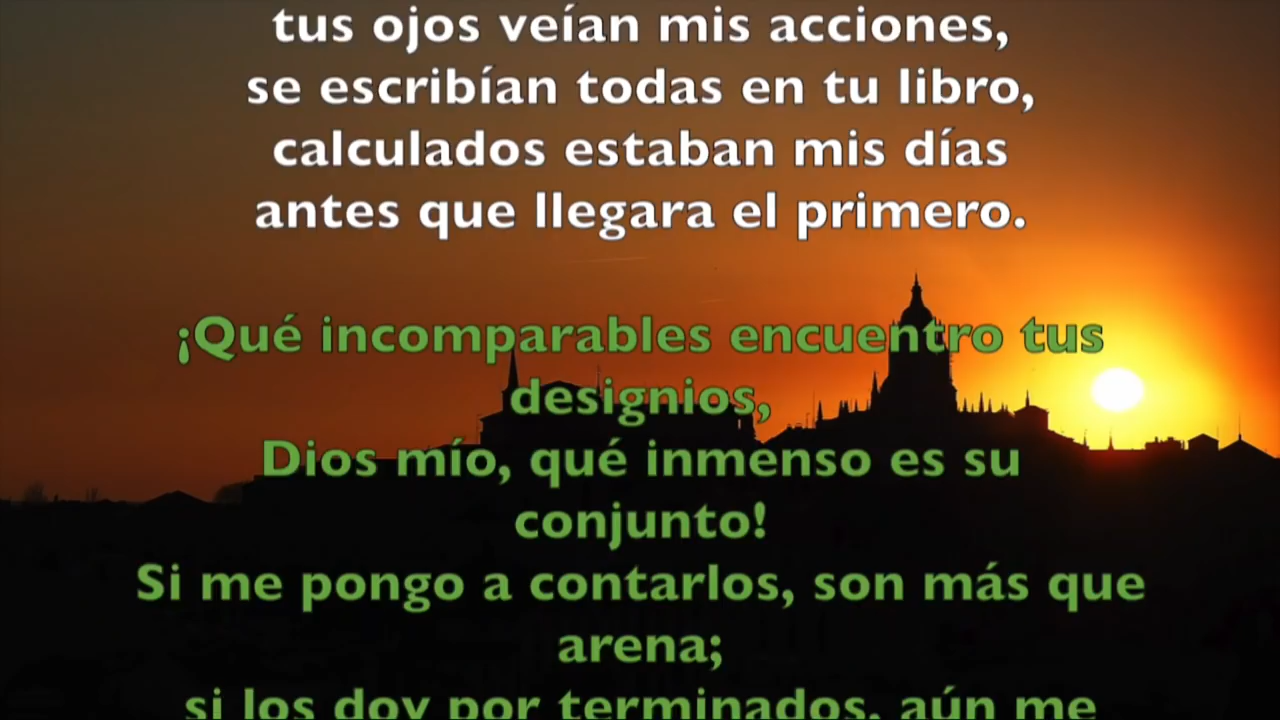 tus ojos veían mis acciones,
se escribían todas en tu libro,
calculados estaban mis días
antes que llegara el primero.
¡Qué incomparables encuentro tus
designios,
Dios mío, qué inmenso es su
conjunto!
Si me pongo a contarlos, son más que
arena;
si los doy por terminados, aún me